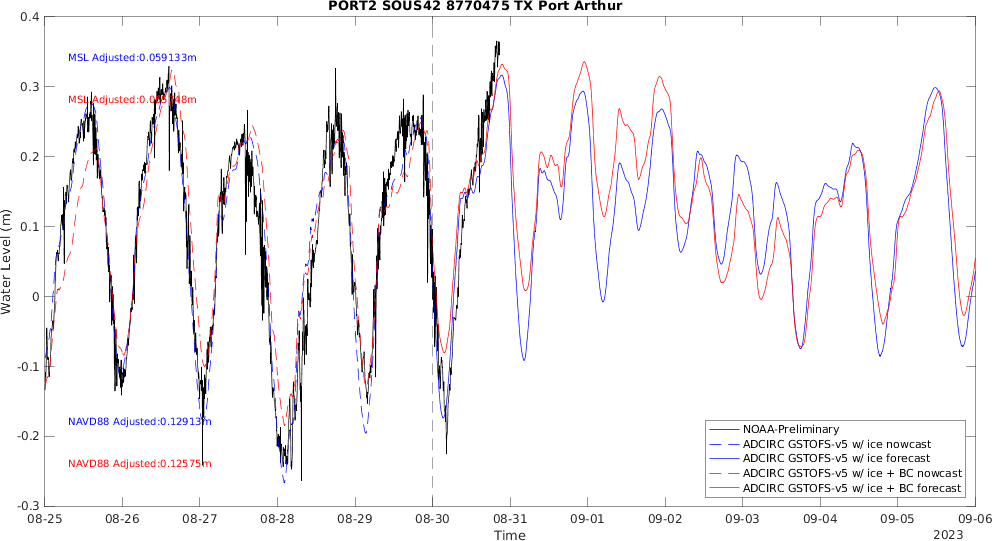 PORT2 SOUS42 8770475 TX Port Arthur
0.4
0.3
0.2
0.1
0
-0.1
-0.2
-0.3
Water Level (m)
MSL Adjusted:0.059133m
MSL
NAVD88 Adjusted:0.12913m
NAVD88 Adjusted:0.12575m
NOAA-Preliminary
ADCIRC GSTOFS-v5 w/ ice nowcast
ADCIRC GSTOFS-v5 w/ ice forecast
ADCIRC GSTOFS-v5 w/ ice + BC nowcast
ADCIRC GSTOFS-v5 w/ ice + BC forecast
08-25 08-26 08-27 08-28 08-29 08-30 08-31 09-01 09-02 09-03 09-04 09-05 09-06
Time
2023